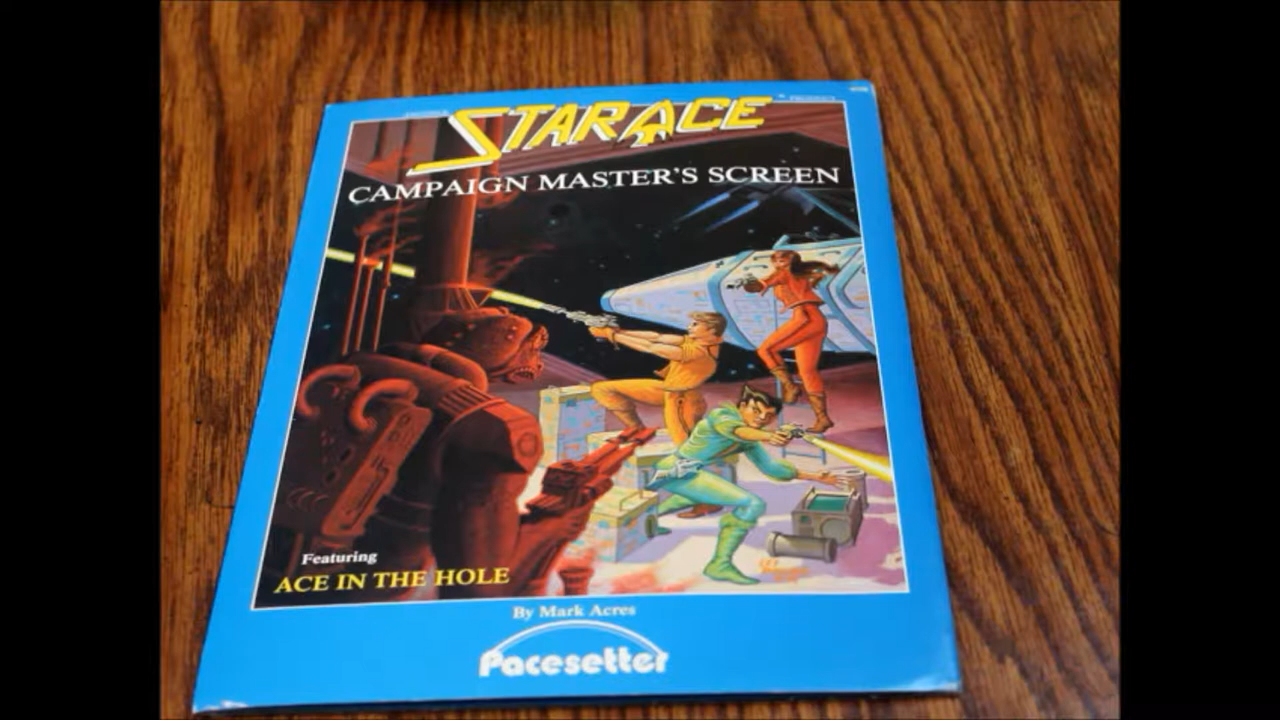 STAR ACE
CAMPAIGN MASTER'S SCREEN
Featuring
ACE IN THE HOLE
By Mark Acres
Pacesetter